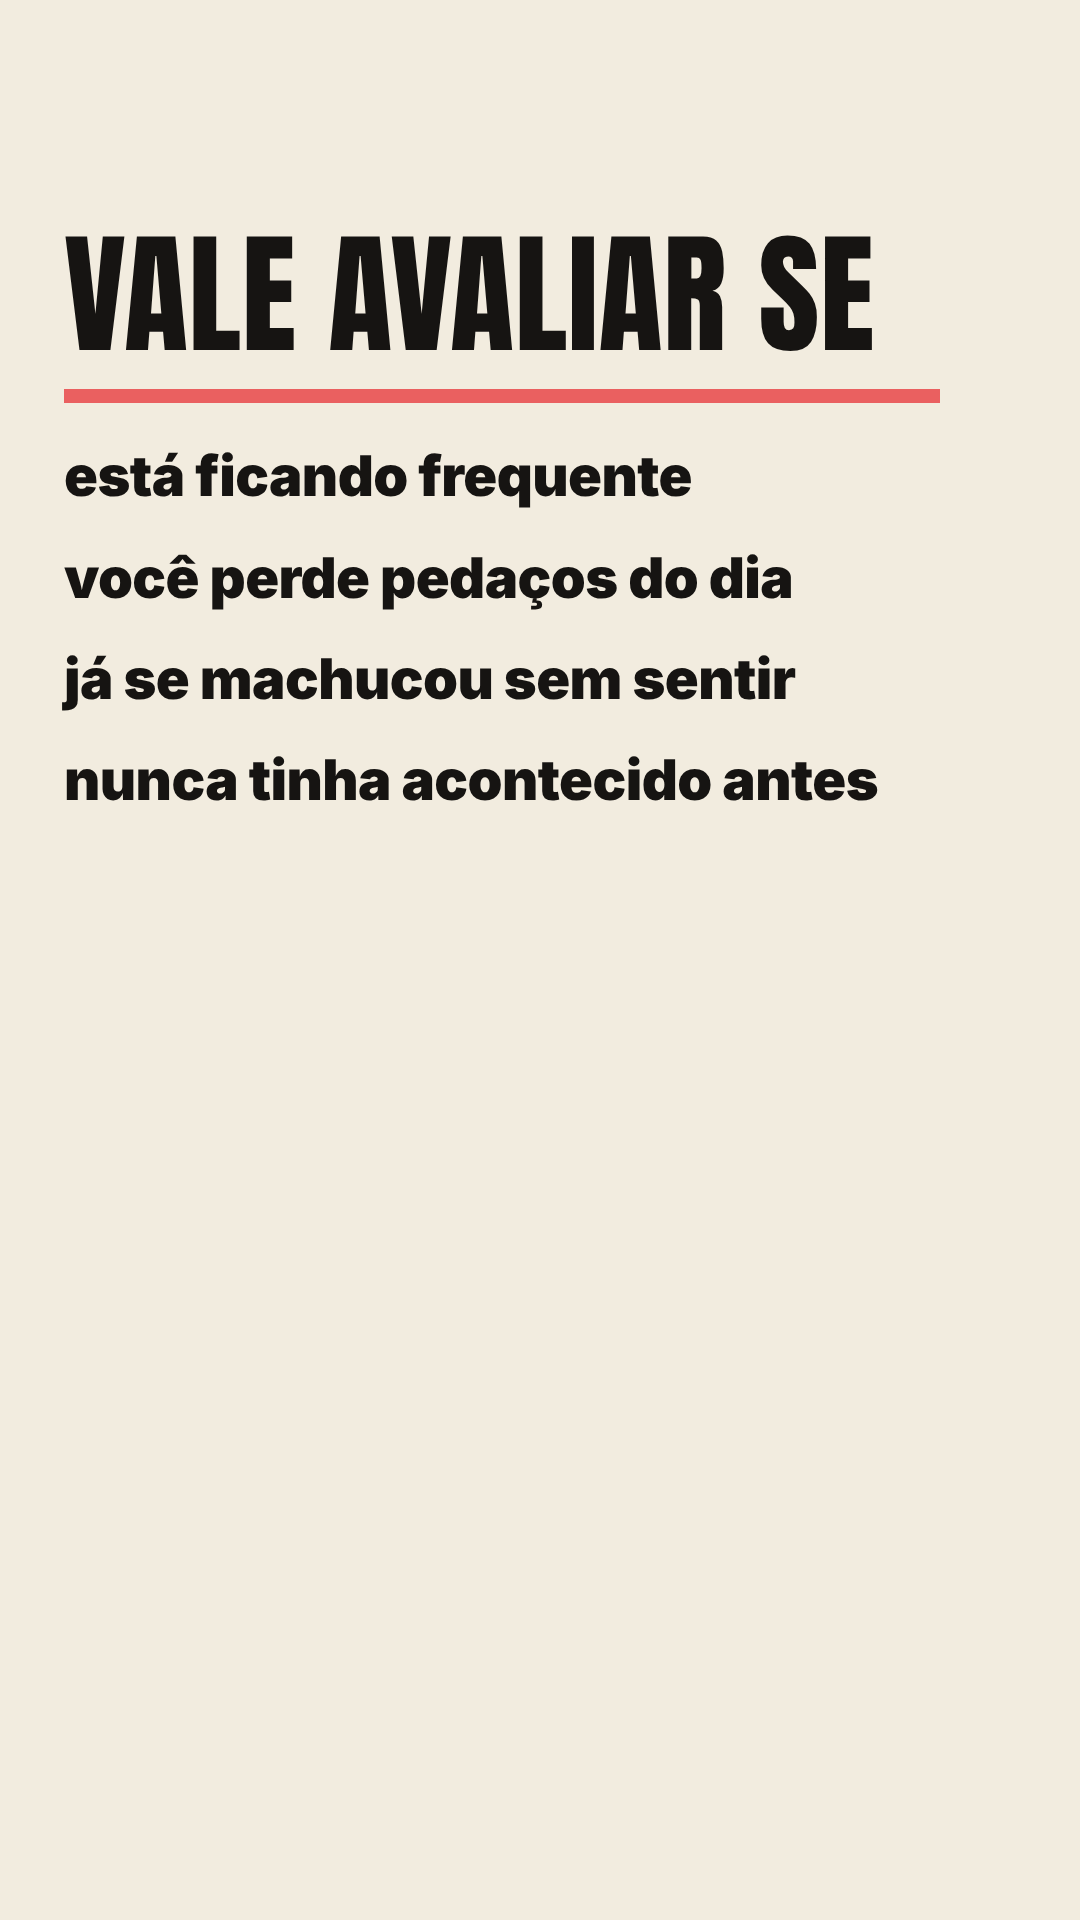 VALE AVALIAR SE
está ficando frequente
você perde pedaços do dia
já se machucou sem sentir
nunca tinha acontecido antes